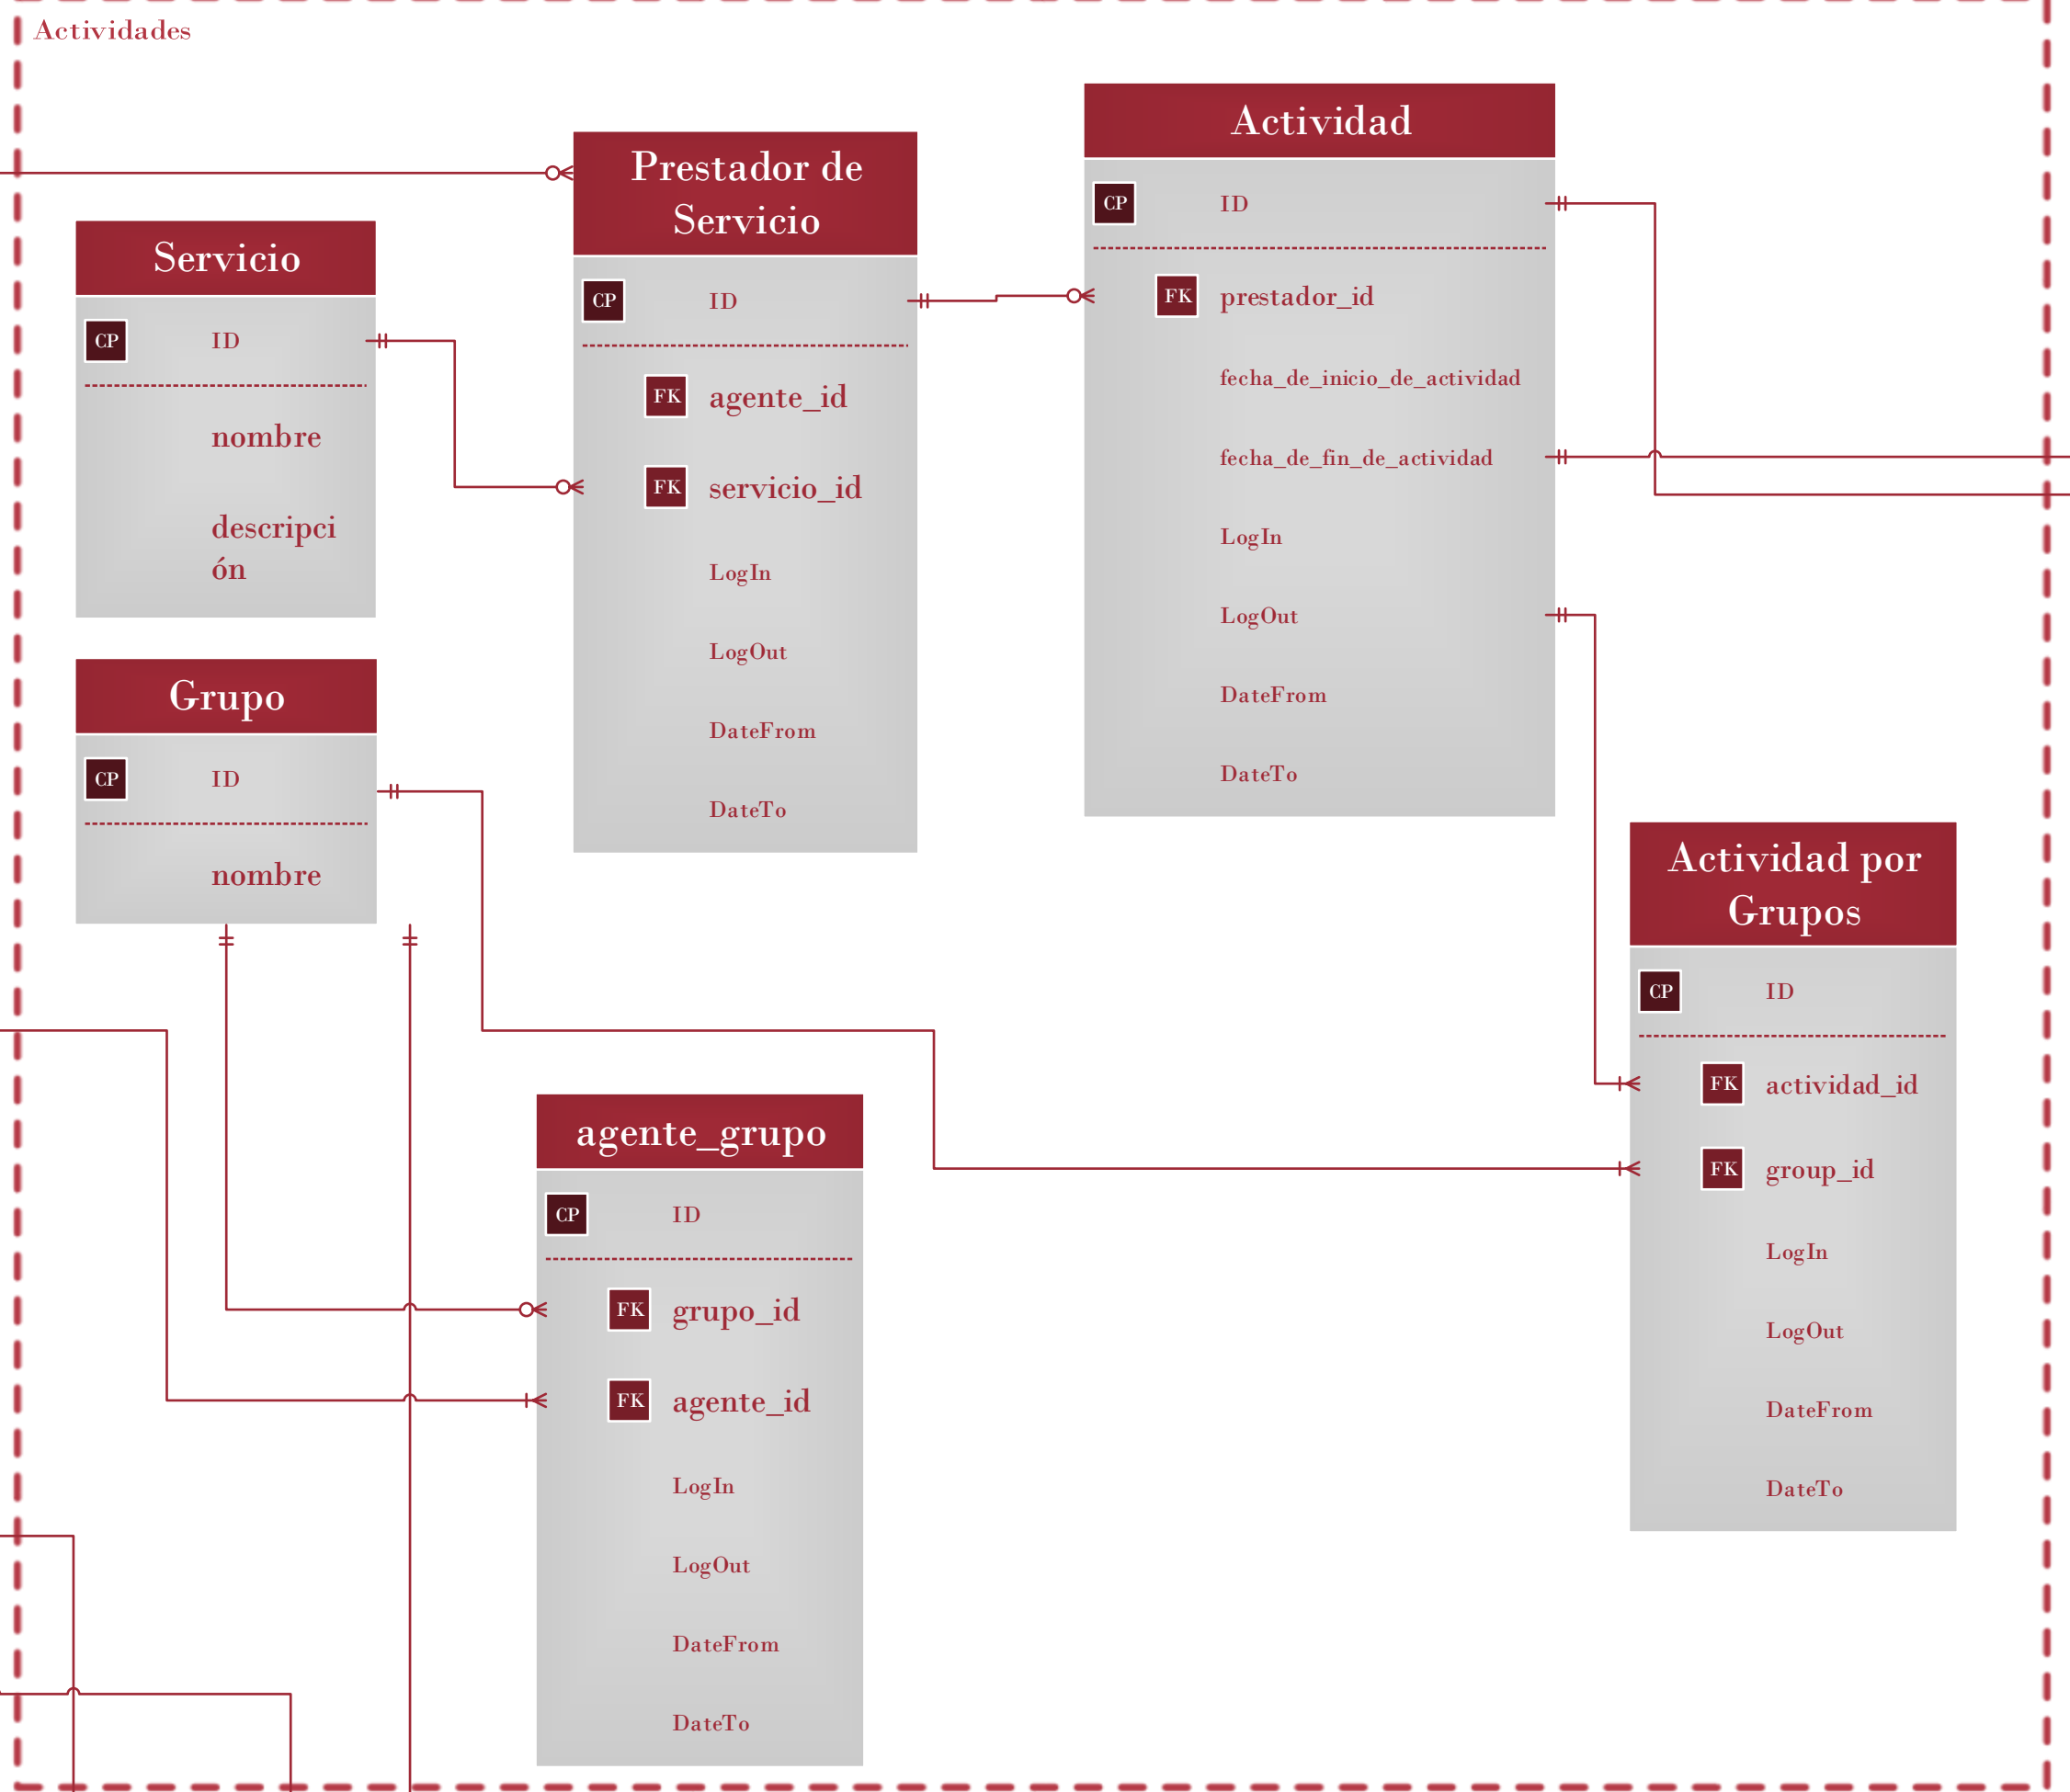 Actividades
Servicio
CP ID
nombre
descripci
ón
Grupo
CP ID
nombre
Prestador de
Servicio
CP ID
FK agente_id
FK servicio_id
LogIn
LogOut
DateFrom
DateTo
Actividad
CP ID
FK prestador_id
fecha_de_inicio_de_actividad
fecha_de_fin_de_actividad
LogIn
LogOut
DateFrom
DateTo
agente_grupo
CP ID
FK grupo_id
FK agente_id
LogIn
LogOut
DateFrom
DateTo
Actividad por
Grupos
CP ID
FK actividad_id
FK group_id
LogIn
LogOut
DateFrom
DateTo